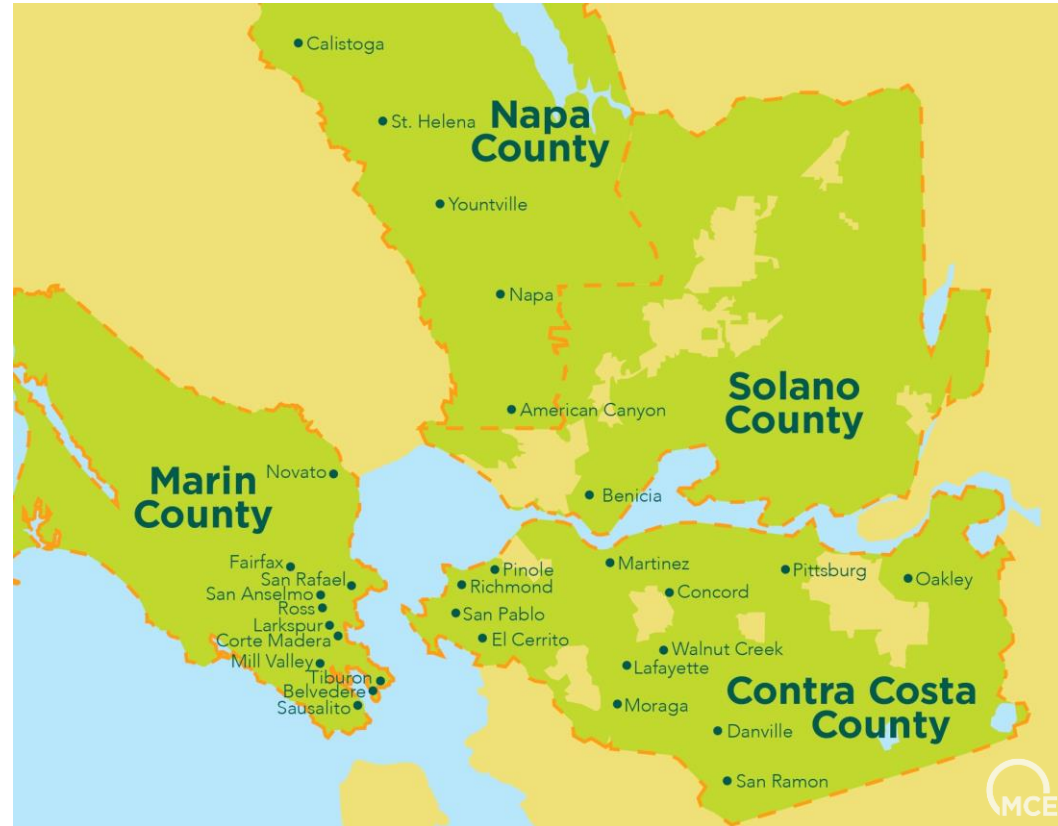 Calistoga
St. Helena
Napa
County
Yountville
Napa
American Canyon
Solano
County
Benicia
Marin
County
Novato
Fairfax
San Rafael
San Anselmo
Ross
Larkspur
Corte Madera
Mill Valley
Tiburon
Belvedere
Sausalito
Pinole
Richmond
San Pablo
El Cerrito
Martinez
Concord
Pittsburg
Oakley
Walnut Creek
Lafayette
Moraga
Contra Costa
County
Danville
San Ramon
MCE